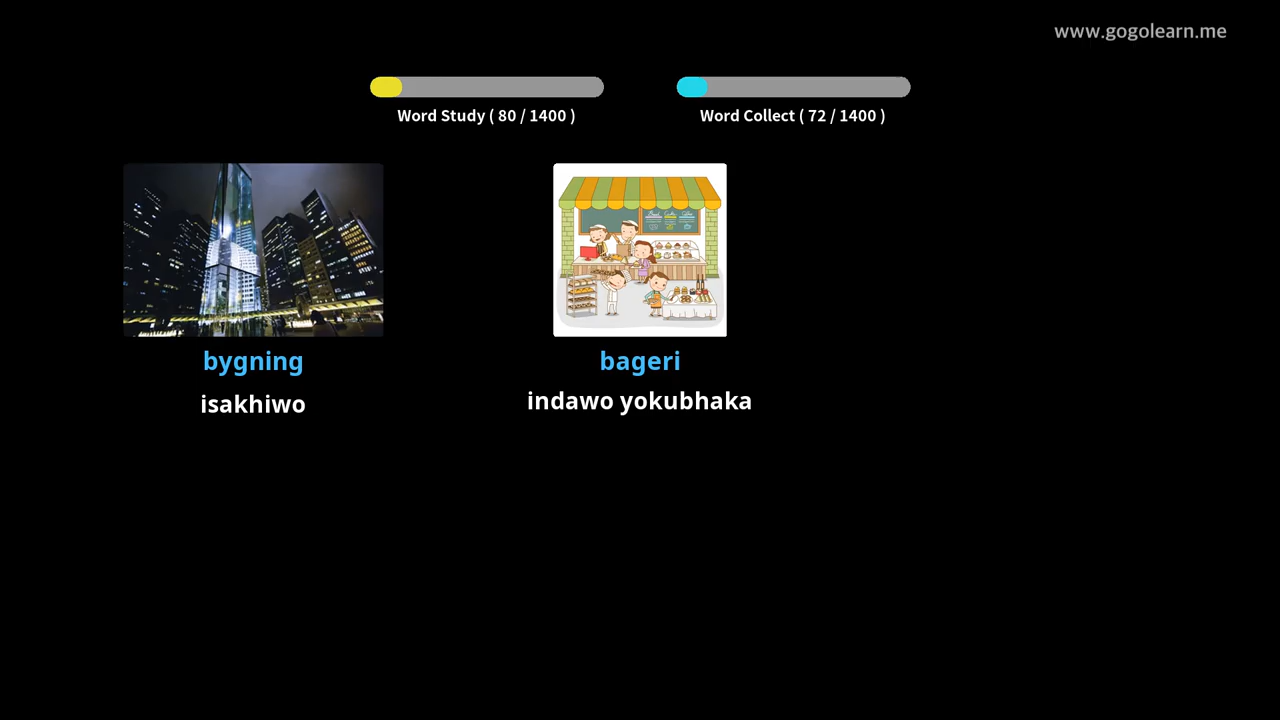 www.gogolearn.me
Word Study ( 80 / 1400 )
Word Collect ( 72 / 1400 )
bygning
bageri
isakhiwo
indawo yokubhaka